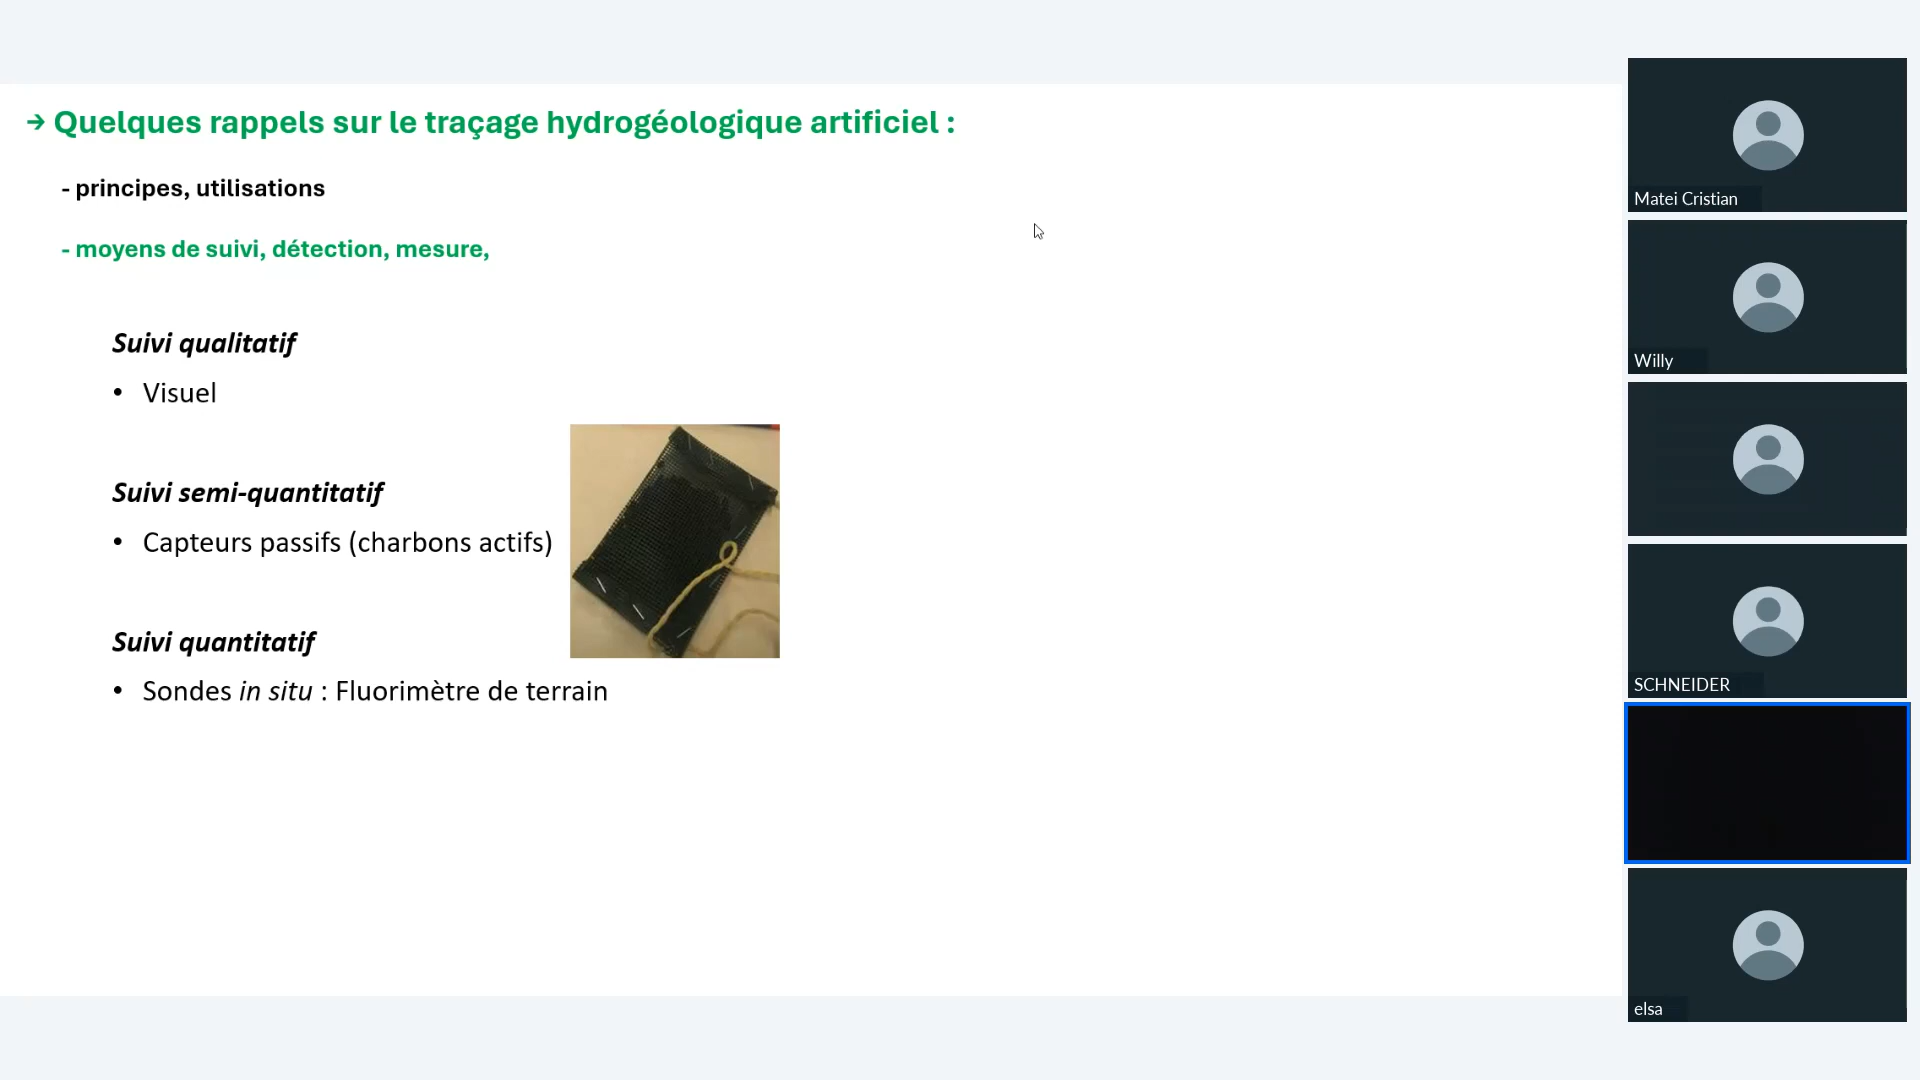 → Quelques rappels sur le traçage hydrogéologique artificiel :
- principes, utilisations
- moyens de suivi, détection, mesure,
Suivi qualitatif
• Visuel
Suivi semi-quantitatif
• Capteurs passifs (charbons actifs)
Suivi quantitatif
• Sondes in situ : Fluorimètre de terrain
Matei Cristian
Willy
SCHNEIDER
elsa